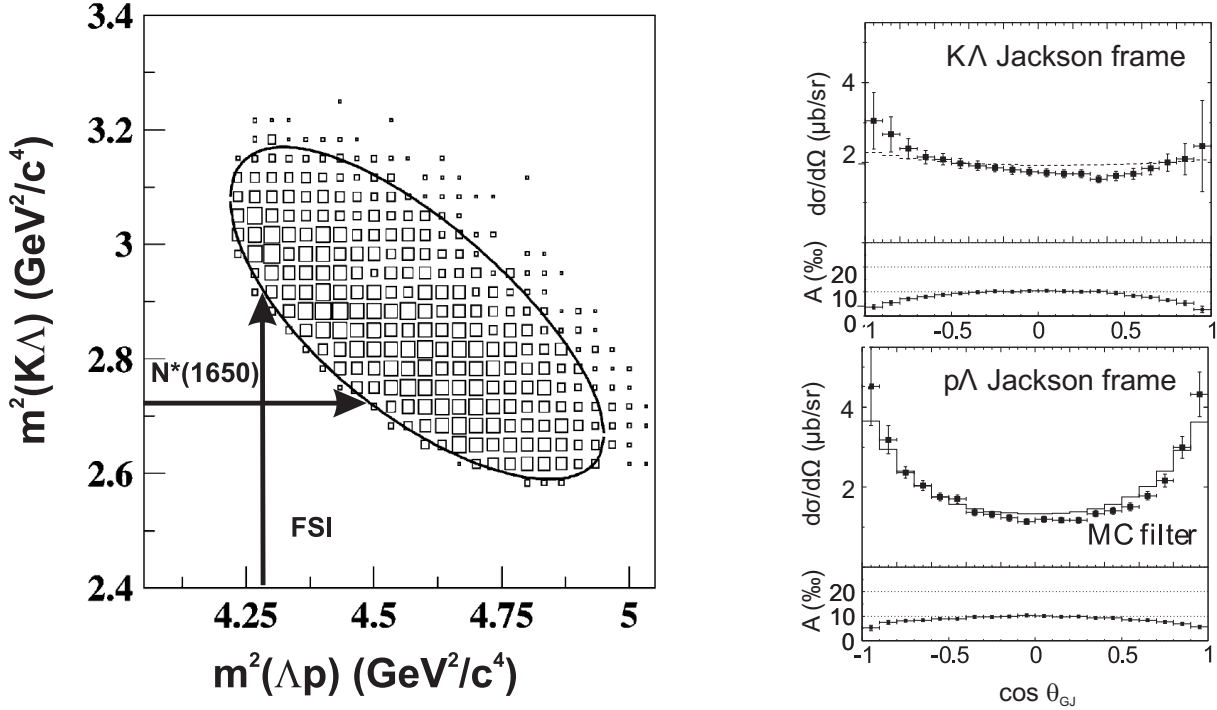 3.4
3.2
3
2.8
2.6
2.4
m²(KΛ) (GeV²/c⁴)
N*(1650)
FSI
4.25
4.5
4.75
5
m²(Λp) (GeV²/c⁴)
KΛ Jackson frame
4
2
dσ/dΩ (μb/sr)
20
10
0
A (‰)
-1
-0.5
0
0.5
1
pΛ Jackson frame
4
2
dσ/dΩ (μb/sr)
MC filter
20
10
0
A (‰)
-1
-0.5
0
0.5
1
cos θGJ